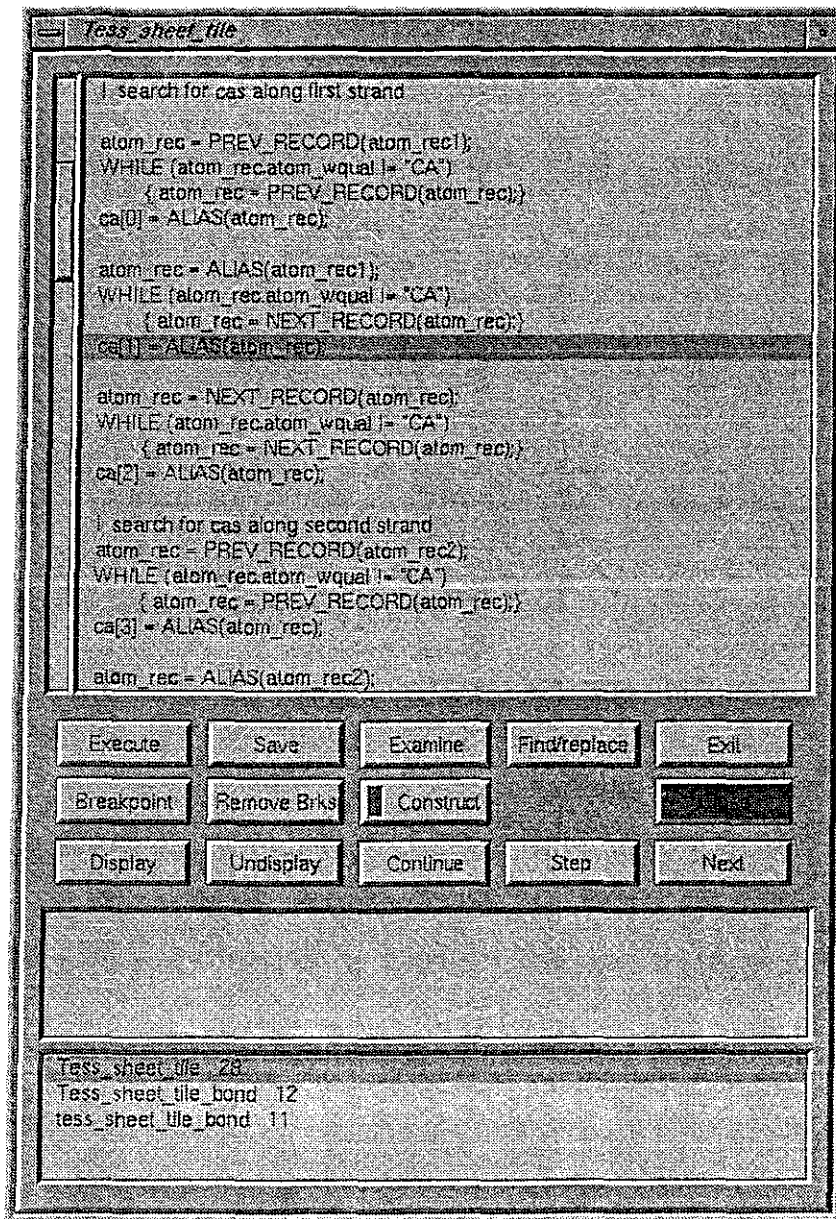 Tess_sheet_tile
! search for cas along first strand
atom_rec = PREV_RECORD(atom_rec1);
WHILE (atom_rec.atom_wqual != "CA")
{ atom_rec = PREV_RECORD(atom_rec);}
ca[0] = ALIAS(atom_rec);
atom_rec = ALIAS(atom_rec1);
WHILE (atom_rec.atom_wqual != "CA")
{ atom_rec = NEXT_RECORD(atom_rec);}
ca[1] = ALIAS(atom_rec);
atom_rec = NEXT_RECORD(atom_rec);
WHILE (atom_rec.atom_wqual != "CA")
{ atom_rec = NEXT_RECORD(atom_rec);}
ca[2] = ALIAS(atom_rec);
! search for cas along second strand
atom_rec = PREV_RECORD(atom_rec2);
WHILE (atom_rec.atom_wqual != "CA")
{ atom_rec = PREV_RECORD(atom_rec);}
ca[3] = ALIAS(atom_rec);
atom_rec = ALIAS(atom_rec2);
Execute Save Examine Find/replace Exit
Breakpoint Remove Brks Construct
Display Undisplay Continue Step Next
Tess_sheet_tile 28
Tess_sheet_tile_bond 12
tess_sheet_tile_bond 11